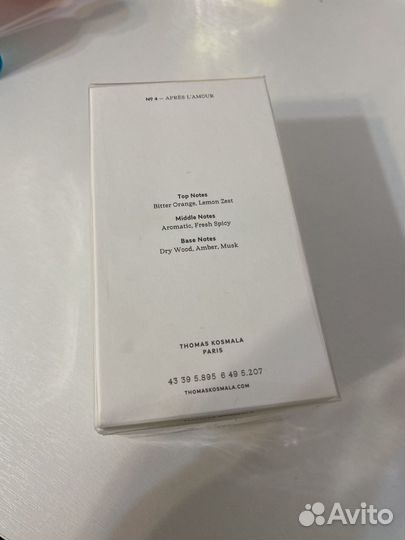 Nº 4 — APRÈS L'AMOUR
Top Notes
Bitter Orange, Lemon Zest
Middle Notes
Aromatic, Fresh Spicy
Base Notes
Dry Wood, Amber, Musk
THOMAS KOSMALA
PARIS
43 39 5.895 6 49 5.207
THOMASKOSMALA.COM
Avito